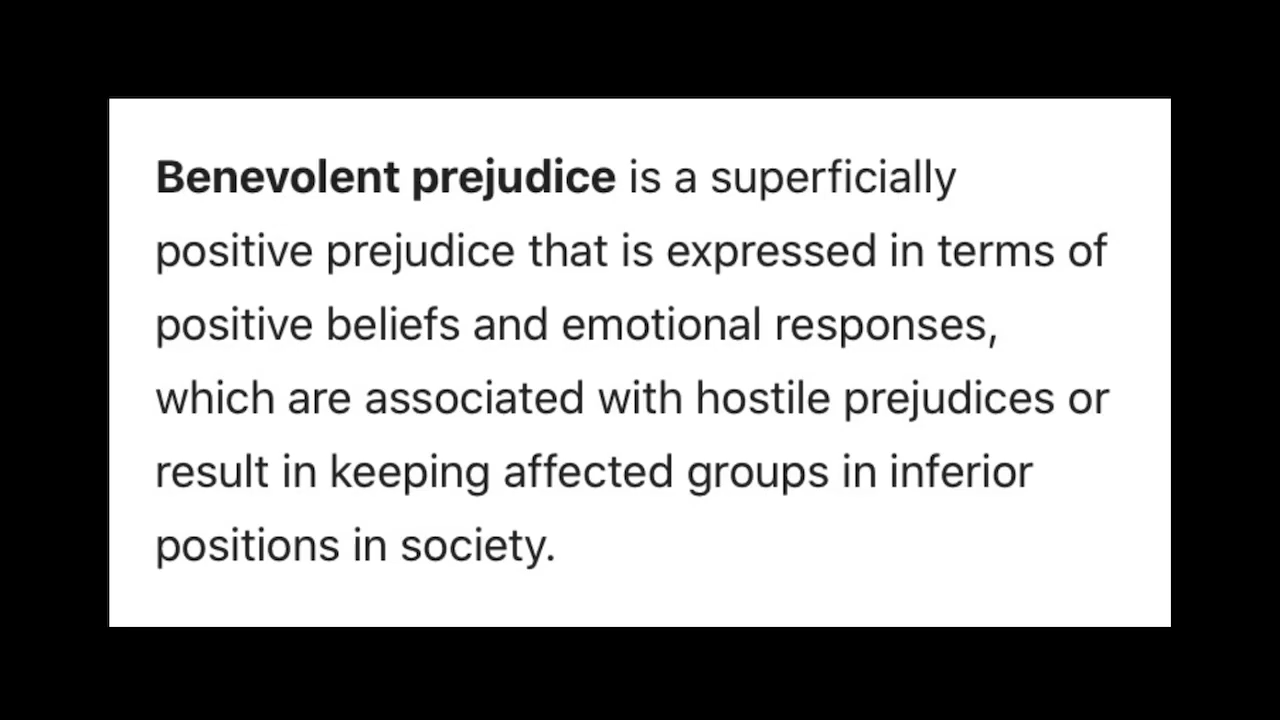 Benevolent prejudice is a superficially
positive prejudice that is expressed in terms of
positive beliefs and emotional responses,
which are associated with hostile prejudices or
result in keeping affected groups in inferior
positions in society.